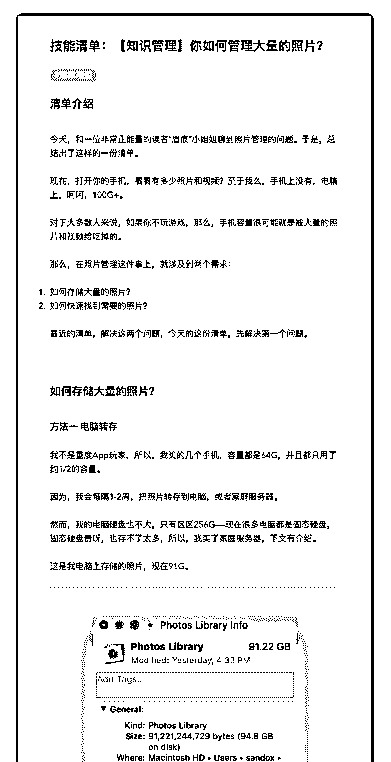 技能清单：【知识管理】你如何管理大量的照片？
清单介绍
今天，和一位非常正能量的读者“眉痕”小姐姐聊到照片管理的问题。于是，总
结出了这样的一份清单。
现在，打开你的手机，看看有多少照片和视频？至于我么，手机上没有，电脑
上，呵呵，100G+。
对于大多数人来说，如果你不玩游戏，那么，手机容量很可能就是被大量的照
片和视频给吃掉的。
那么，在照片管理这件事上，就涉及到两个需求：
1. 如何存储大量的照片？
2. 如何快速找到需要的照片？
最近的清单，解决这两个问题，今天的这份清单，先解决第一个问题。
如何存储大量的照片？
方法一 电脑转存
我不是重度App玩家，所以，我买的几个手机，容量都是64G，并且都只用了
约1/2的容量。
因为，我会每隔1-2周，把照片转存到电脑，或者家庭服务器。
然而，我的电脑硬盘也不大，只有区区256G——现在很多电脑都是固态硬盘，
固态硬盘贵呀，也存不了太多，所以，我买了家庭服务器，下文有介绍。
这是我电脑上存储的照片，现在91G。
Photos Library Info
Photos Library 91.22 GB
Modified: Yesterday, 4:33 PM
Add Tags...
General:
Kind: Photos Library
Size: 91,221,244,729 bytes (94.8 GB
on disk)
Where: Macintosh HD • Users • sandox •